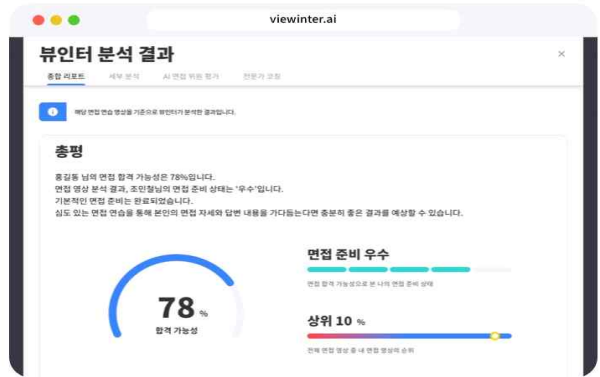 viewinter.ai
뷰인터 분석 결과
×
종합 리포트 세부 분석 AI 면접 위원 평가 전문가 코칭
해당 면접 연습 영상을 기준으로 뷰인터가 분석한 결과입니다.
총평
홍길동 님의 면접 합격 가능성은 78%입니다.
면접 영상 분석 결과, 조민철님의 면접 준비 상태는 '우수'입니다.
기본적인 면접 준비는 완료되었습니다.
심도 있는 면접 연습을 통해 본인의 면접 자세와 답변 내용을 가다듬는다면 충분히 좋은 결과를 예상할 수 있습니다.
78 %
합격 가능성
면접 준비 우수
면접 합격 가능성으로 본 나의 면접 준비 상태
상위 10 %
전체 면접 영상 중 내 면접 영상의 순위